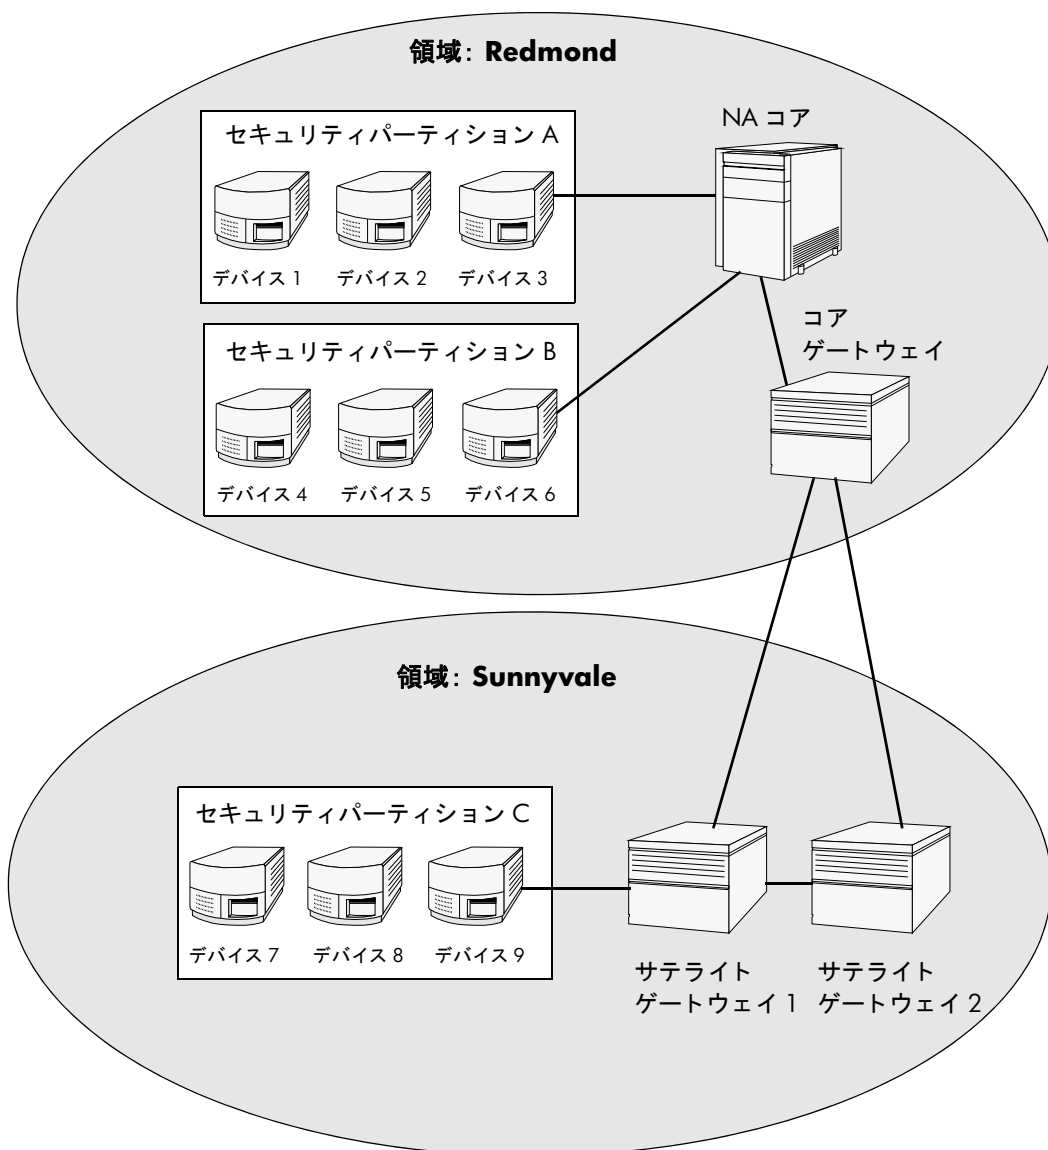 領域: Redmond
セキュリティパーティション A
デバイス 1
デバイス 2
デバイス 3
NA コア
セキュリティパーティション B
デバイス 4
デバイス 5
デバイス 6
コア
ゲートウェイ
領域: Sunnyvale
セキュリティパーティション C
デバイス 7
デバイス 8
デバイス 9
サテライト
ゲートウェイ 1
サテライト
ゲートウェイ 2